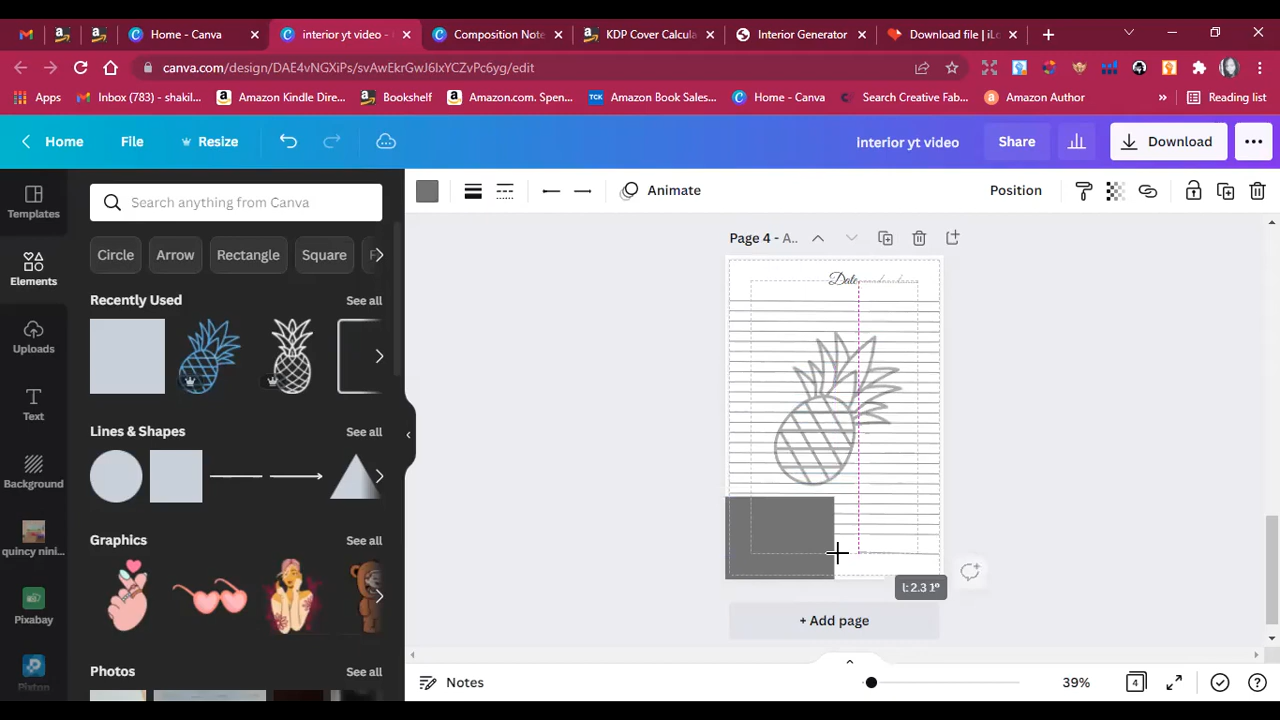 Home - Canva
interior yt video -
Composition Note
KDP Cover Calcula
Interior Generator
Download file | iLo
canva.com/design/DAE4vNGXiPs/svAwEkrGwJ6lxYCZvPc6yg/edit
Apps
Inbox (783) - shakil...
Amazon Kindle Dire...
Bookshelf
Amazon.com. Spen...
TCK
Amazon Book Sales...
Home - Canva
Search Creative Fab...
Amazon Author
»
Reading list
Home
File
Resize
interior yt video
Share
Download
Templates
Elements
Uploads
Text
Background
quincy nini...
Pixabay
Pixton
Search anything from Canva
Circle
Arrow
Rectangle
Square
Recently Used
See all
Lines & Shapes
See all
Graphics
See all
Photos
See all
Animate
Position
Page 4 - A..
Date
l: 2.3 1°
+ Add page
Notes
39%
4